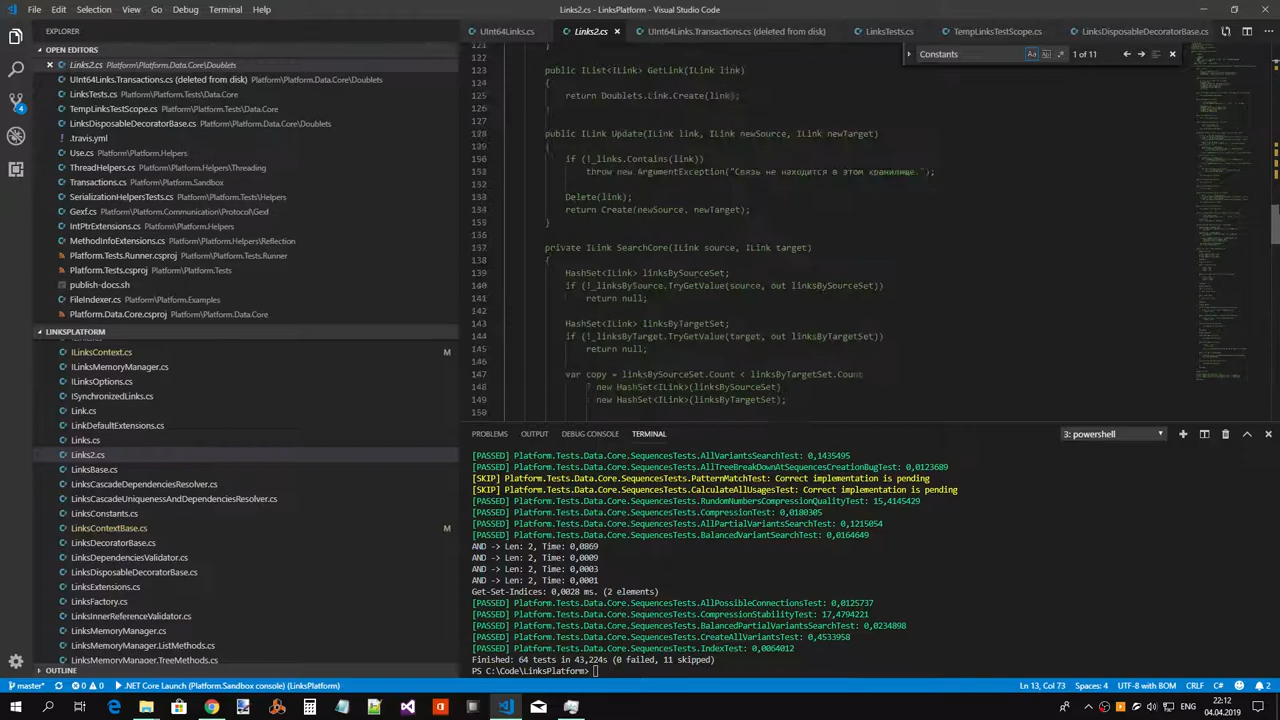 File Edit Selection View Go Debug Terminal Help
Links2.cs - LinksPlatform - Visual Studio Code
EXPLORER
OPEN EDITORS
Links2.cs Platform\Platform.Data.Core\Doublets
UInt64Links.Transactions.cs (deleted from disk) Platform\Platform.Data.Core\Doublets
LinksTests.cs Platform\Platform.Tests\Data.Core
TempLinksTestScope.cs Platform\Platform.Tests\Data.Core
LinksDisposableDecoratorBase.cs Platform\Platform.Data.Core\Doublets
.travis.yml
Use.cs Platform\Platform.Helpers
ThreadHelpers.cs Platform\Platform.Helpers\Threading
Transactions.cs Platform\Platform.Sandbox
SerializationHelpersTests.cs Platform\Platform.Tests\Helpers
Gexf.cs Platform\Platform.Communication\Protocol\Gexf
IntPtrExtensions.cs Platform\Platform.Helpers
MethodInfoExtensions.cs Platform\Platform.Helpers\Reflection
Platform.Tests.Runner.csproj Platform\Platform.Tests.Runner
Platform.Tests.csproj Platform\Platform.Tests
publish-docs.sh
FileIndexer.cs Platform\Platform.Examples
Platform.Data.Core.csproj Platform\Platform.Data.Core
LINKSPLATFORM
ILinksContext.cs M
ILinksMemoryManager.cs
ILinksOptions.cs
ISynchronizedLinks.cs
Link.cs
LinkDefaultExtensions.cs
Links.cs
Links2.cs
LinksBase.cs
LinksCascadeDependenciesResolver.cs
LinksCascadeUniquenessAndDependenciesResolver.cs
LinksConstants.cs
LinksContextBase.cs M
LinksDecoratorBase.cs
LinksDependenciesValidator.cs
LinksDisposableDecoratorBase.cs
LinksExtensions.cs
LinksFactory.cs
LinksInnerReferenceValidator.cs
LinksMemoryManager.cs
LinksMemoryManager.ListMethods.cs
LinksMemoryManager.TreeMethods.cs
OUTLINE
UInt64Links.cs Links2.cs UInt64Links.Transactions.cs (deleted from disk) LinksTests.cs TempLinksTestScope.cs LinksDisposableDecoratorBase.cs
Constants 1 of 11
public IList<ILink> GetLink(ILink link)
{
return Doublets.Link.Create(link);
}
public ILink Update(ILink link, ILink newSource, ILink newTarget)
{
if (!_links.Contains(link))
throw new ArgumentException("Связь не находится в этом хранилище.");
Delete(link);
return Create(newSource, newTarget);
}
137 private ILink SearchCore(ILink source, ILink target)
138 {
139 HashSet<ILink> linksBySourceSet;
140 if (!_linksBySource.TryGetValue(source, out linksBySourceSet))
141 return null;
142
143 HashSet<ILink> linksByTargetSet;
144 if (!_linksByTarget.TryGetValue(target, out linksByTargetSet))
145 return null;
146
147 var copy = linksBySourceSet.Count < linksByTargetSet.Count
148 ? new HashSet<ILink>(linksBySourceSet)
149 : new HashSet<ILink>(linksByTargetSet);
150
PROBLEMS OUTPUT DEBUG CONSOLE TERMINAL 3: powershell
[PASSED] Platform.Tests.Data.Core.SequencesTests.AllVariantsSearchTest: 0,1435495
[PASSED] Platform.Tests.Data.Core.SequencesTests.AllTreeBreakDownAtSequencesCreationBugTest: 0,0123689
[SKIP] Platform.Tests.Data.Core.SequencesTests.PatternMatchTest: Correct implementation is pending
[SKIP] Platform.Tests.Data.Core.SequencesTests.CalculateAllUsagesTest: Correct implementation is pending
[PASSED] Platform.Tests.Data.Core.SequencesTests.RundomNumbersCompressionQualityTest: 15,4145429
[PASSED] Platform.Tests.Data.Core.SequencesTests.CompressionTest: 0,0180305
[PASSED] Platform.Tests.Data.Core.SequencesTests.AllPartialVariantsSearchTest: 0,1215054
[PASSED] Platform.Tests.Data.Core.SequencesTests.BalancedVariantSearchTest: 0,0164649
AND -> Len: 2, Time: 0,0869
AND -> Len: 2, Time: 0,0009
AND -> Len: 2, Time: 0,0003
AND -> Len: 2, Time: 0,0001
Get-Set-Indices: 0,0028 ms. (2 elements)
[PASSED] Platform.Tests.Data.Core.SequencesTests.AllPossibleConnectionsTest: 0,0125737
[PASSED] Platform.Tests.Data.Core.SequencesTests.CompressionStabilityTest: 17,4794221
[PASSED] Platform.Tests.Data.Core.SequencesTests.BalancedPartialVariantsSearchTest: 0,0234898
[PASSED] Platform.Tests.Data.Core.SequencesTests.CreateAllVariantsTest: 0,4533958
[PASSED] Platform.Tests.Data.Core.SequencesTests.IndexTest: 0,0064012
Finished: 64 tests in 43,224s (0 failed, 11 skipped)
PS C:\Code\LinksPlatform>
master* 0 0 .NET Core Launch (Platform.Sandbox console) (LinksPlatform) Ln 13, Col 73 Spaces: 4 UTF-8 with BOM CRLF C# 2
ENG 22:12
04.04.2019